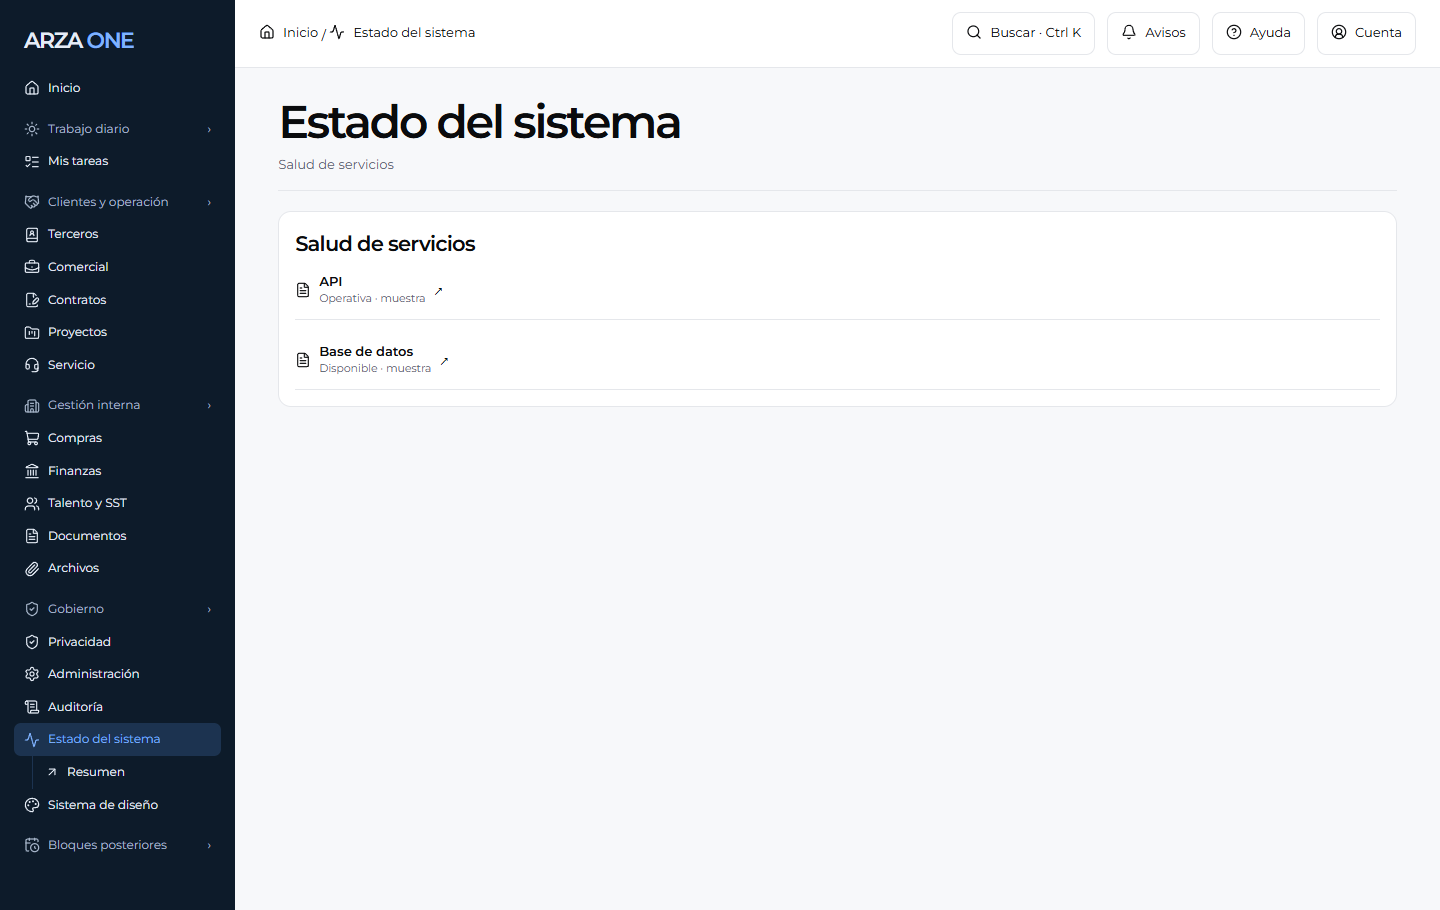 ARZA ONE
Inicio
Trabajo diario ›
Mis tareas
Clientes y operación ›
Terceros
Comercial
Contratos
Proyectos
Servicio
Gestión interna ›
Compras
Finanzas
Talento y SST
Documentos
Archivos
Gobierno ›
Privacidad
Administración
Auditoría
Estado del sistema
Resumen
Sistema de diseño
Bloques posteriores ›
Inicio / Estado del sistema
Buscar · Ctrl K
Avisos
Ayuda
Cuenta
Estado del sistema
Salud de servicios
Salud de servicios
API
Operativa · muestra ↗
Base de datos
Disponible · muestra ↗